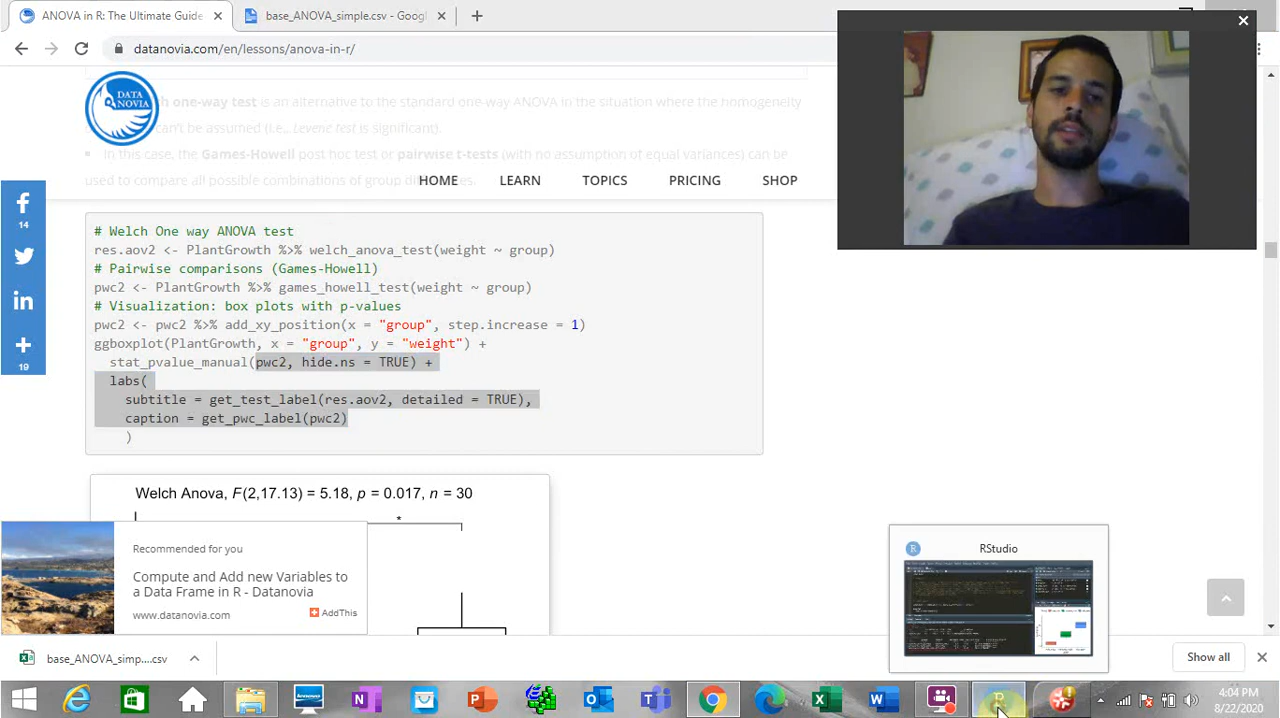 ANOVA in R: The Ultimate Guide
base_ANOVA_simple.csv - Googl
datanovia.com/en/lessons/anova-in-r/
DATA
NOVIA
one-way test is an alternative to the standard one-way ANOVA in the situation where the homogeneity
can't be assumed (i.e., Levene test is significant).
In this case, the Games-Howell post hoc test or pairwise t-tests (with no assumption of equal variances) can be
used to compare all possible combinations of group differences.
HOME LEARN TOPICS PRICING SHOP
14
19
# Welch One way ANOVA test
res.aov2 <- PlantGrowth %>% welch_anova_test(weight ~ group)
# Pairwise comparisons (Games-Howell)
pwc2 <- PlantGrowth %>% games_howell_test(weight ~ group)
# Visualization: box plots with p-values
pwc2 <- pwc2 %>% add_xy_position(x = "group", step.increase = 1)
ggboxplot(PlantGrowth, x = "group", y = "weight") +
stat_pvalue_manual(pwc2, hide.ns = TRUE) +
labs(
subtitle = get_test_label(res.aov2, detailed = TRUE),
caption = get_pwc_label(pwc2)
)
Welch Anova, F(2,17.13) = 5.18, p = 0.017, n = 30
*
Recommended for you
Compute and Add new Variables to
a Data Frame in R - Datanovia
RStudio
base_ANOVA_simp....csv
Show all
4:04 PM
8/22/2020